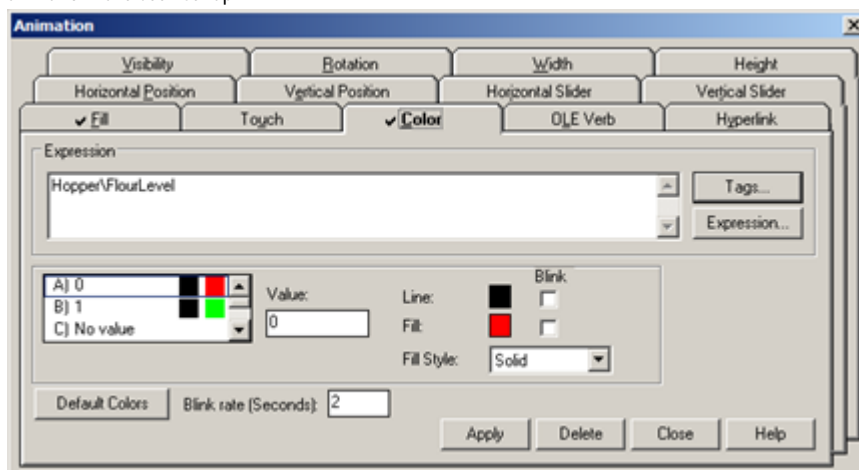 Animation
Visibility Rotation Width Height
Horizontal Position Vertical Position Horizontal Slider Vertical Slider
Fill Touch Color OLE Verb Hyperlink
Expression
Hopper\FlourLevel
Tags...
Expression...
A) 0
B) 1
C) No value
Value:
0
Blink
Line:
Fill:
Fill Style: Solid
Default Colors Blink rate (Seconds): 2
Apply Delete Close Help